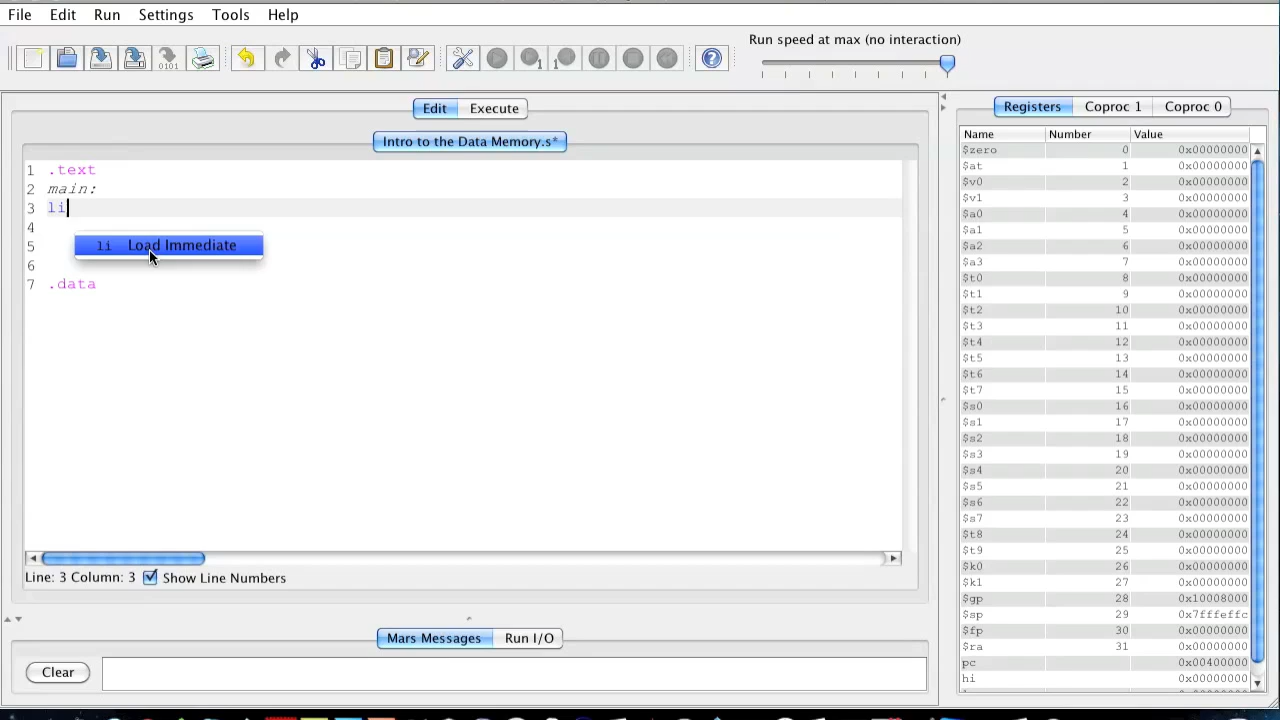 File Edit Run Settings Tools Help
Run speed at max (no interaction)
Edit Execute
Intro to the Data Memory.s*
1 .text
2 main:
3 li
4
li Load Immediate
5
6
7 .data
Line: 3 Column: 3 Show Line Numbers
Mars Messages Run I/O
Clear
Registers Coproc 1 Coproc 0
Name Number Value
$zero 0 0x00000000
$at 1 0x00000000
$v0 2 0x00000000
$v1 3 0x00000000
$a0 4 0x00000000
$a1 5 0x00000000
$a2 6 0x00000000
$a3 7 0x00000000
$t0 8 0x00000000
$t1 9 0x00000000
$t2 10 0x00000000
$t3 11 0x00000000
$t4 12 0x00000000
$t5 13 0x00000000
$t6 14 0x00000000
$t7 15 0x00000000
$s0 16 0x00000000
$s1 17 0x00000000
$s2 18 0x00000000
$s3 19 0x00000000
$s4 20 0x00000000
$s5 21 0x00000000
$s6 22 0x00000000
$s7 23 0x00000000
$t8 24 0x00000000
$t9 25 0x00000000
$k0 26 0x00000000
$k1 27 0x00000000
$gp 28 0x10008000
$sp 29 0x7fffeffc
$fp 30 0x00000000
$ra 31 0x00000000
pc 0x00400000
hi 0x00000000